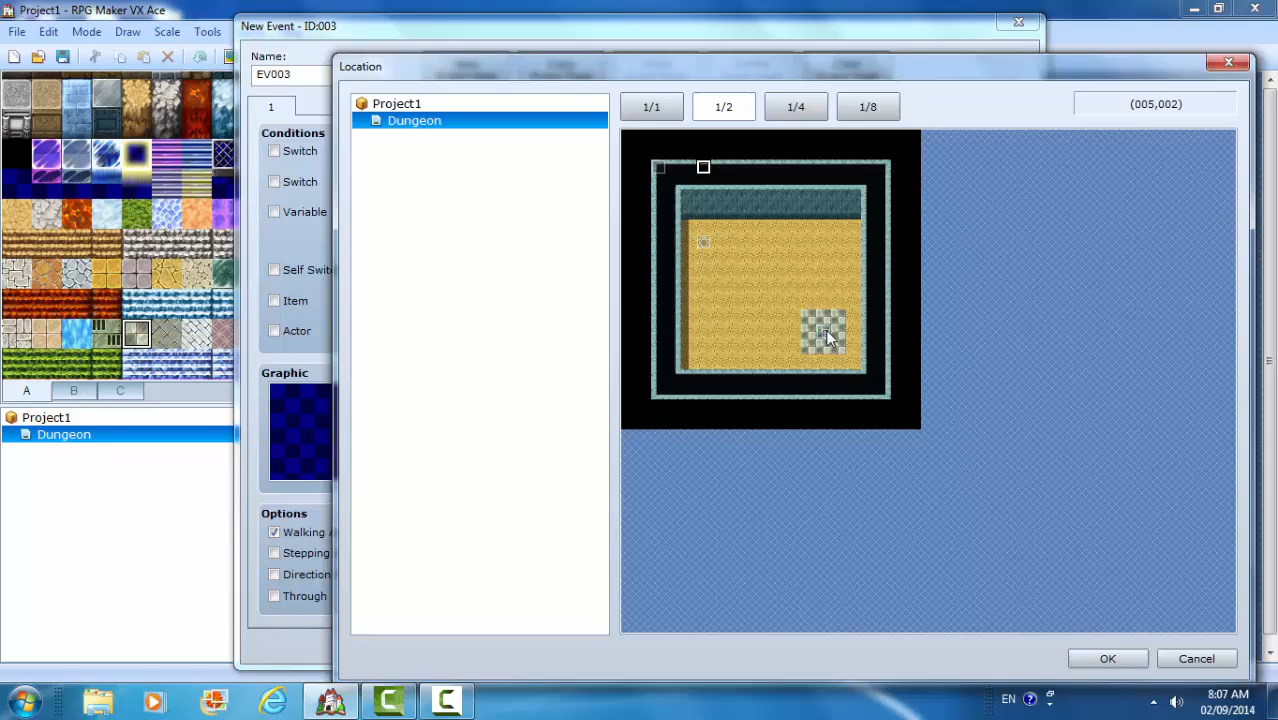 Project1 - RPG Maker VX Ace
File Edit Mode Draw Scale Tools
New Event - ID:003
Name:
EV003
1
Conditions
Switch
Switch
Variable
Self Swit
Item
Actor
Graphic
Options
Walking
Stepping
Direction
Through
A B C
Project1
Dungeon
Location
Project1
Dungeon
1/1 1/2 1/4 1/8
(005,002)
OK Cancel
EN
8:07 AM
02/09/2014